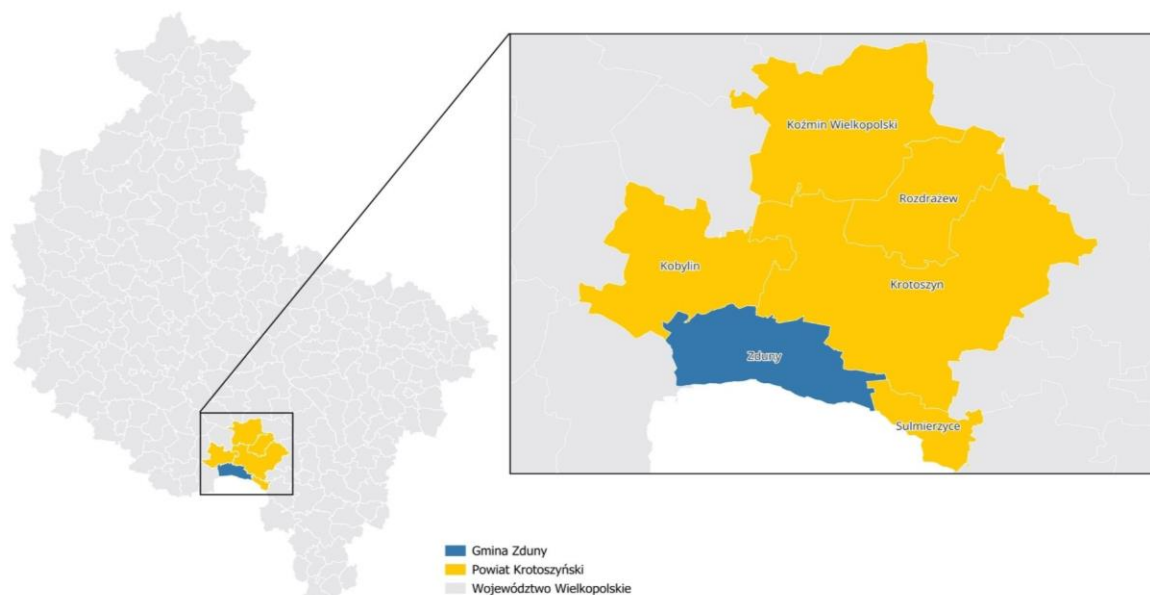 Koźmin Wielkopolski
Rozdrażew
Kobylin
Krotoszyn
Zduny
Sulmierzyce
Gmina Zduny
Powiat Krotoszyński
Województwo Wielkopolskie